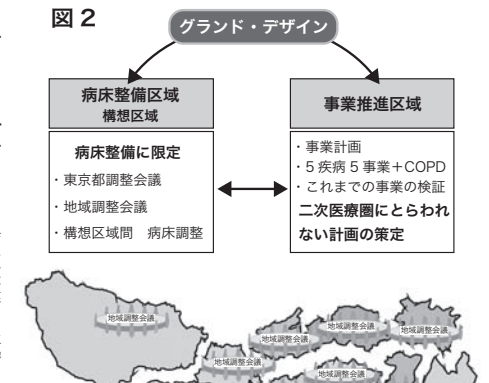 図 2
グランド・デザイン
病床整備区域
構想区域
病床整備に限定
・東京都調整会議
・地域調整会議
・構想区域間　病床調整
事業推進区域
・事業計画
・5 疾病 5 事業＋COPD
・これまでの事業の検証
二次医療圏にとらわれ
ない計画の策定
地域調整会議
地域調整会議
地域調整会議
地域調整会議
地域調整会議
地域調整会議